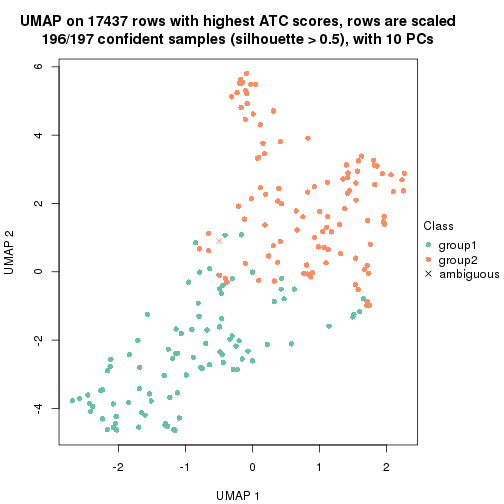 UMAP on 17437 rows with highest ATC scores, rows are scaled
196/197 confident samples (silhouette > 0.5), with 10 PCs
6
4
2
0
-2
-4
UMAP 2
-2
-1
0
1
2
UMAP 1
Class
group1
group2
ambiguous